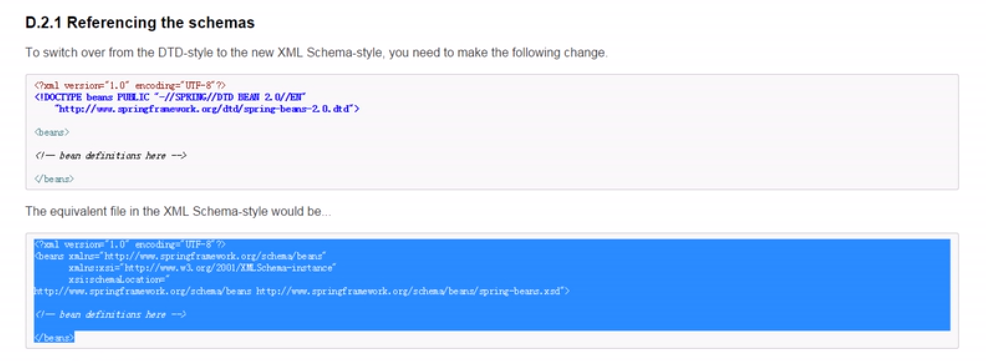 D.2.1 Referencing the schemas
To switch over from the DTD-style to the new XML Schema-style, you need to make the following change.
<?xml version="1.0" encoding="UTF-8"?>
<!DOCTYPE beans PUBLIC "-//SPRING//DTD BEAN 2.0//EN"
    "http://www.springframework.org/dtd/spring-beans-2.0.dtd">
<beans>
<!-- bean definitions here -->
</beans>
The equivalent file in the XML Schema-style would be...
<?xml version="1.0" encoding="UTF-8"?>
<beans xmlns="http://www.springframework.org/schema/beans"
       xmlns:xsi="http://www.w3.org/2001/XMLSchema-instance"
       xsi:schemaLocation="
http://www.springframework.org/schema/beans http://www.springframework.org/schema/beans/spring-beans.xsd">
<!-- bean definitions here -->
</beans>